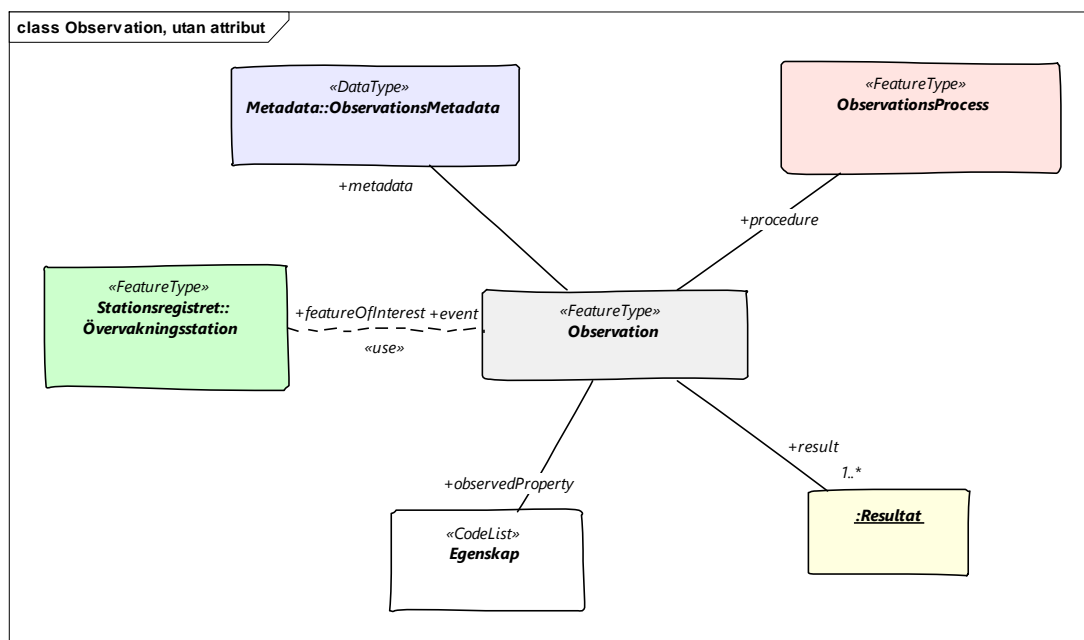 class Observation, utan attribut
«DataType»
Metadata::ObservationsMetadata
«FeatureType»
ObservationsProcess
+metadata
+procedure
«FeatureType»
Stationsregistret::
Övervakningsstation
+featureOfInterest +event
«use»
«FeatureType»
Observation
+result
1..*
+observedProperty
:Resultat
«CodeList»
Egenskap